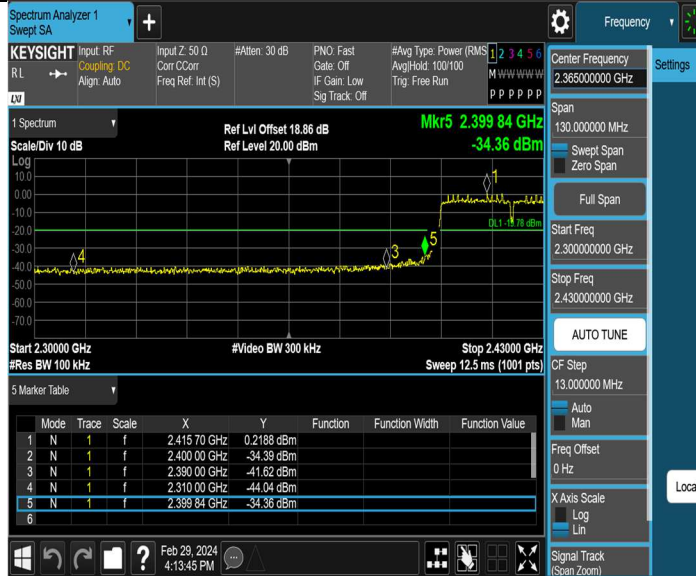 Spectrum Analyzer 1
Swept SA
Frequency
KEYSIGHT
Input: RF
Coupling: DC
Align: Auto
Input Z: 50 Ω
Corr CCorr
Freq Ref: Int (S)
#Atten: 30 dB
PNO: Fast
Gate: Off
IF Gain: Low
Sig Track: Off
#Avg Type: Power (RMS
Avg|Hold: 100/100
Trig: Free Run
1 2 3 4 5 6
M W W W W W
P P P P P P
R L
LXI
1 Spectrum
Scale/Div 10 dB
Ref Lvl Offset 18.86 dB
Ref Level 20.00 dBm
Mkr5 2.399 84 GHz
-34.36 dBm
Log
10.0
0.00
-10.0
-20.0
-30.0
-40.0
-50.0
-60.0
-70.0
1
3
4
5
DL1 -19.78 dBm
Start 2.30000 GHz
#Video BW 300 kHz
Stop 2.43000 GHz
#Res BW 100 kHz
Sweep 12.5 ms (1001 pts)
5 Marker Table
Mode Trace Scale X Y Function Function Width Function Value
1 N 1 f 2.415 70 GHz 0.2188 dBm
2 N 1 f 2.400 00 GHz -34.39 dBm
3 N 1 f 2.390 00 GHz -41.62 dBm
4 N 1 f 2.310 00 GHz -44.04 dBm
5 N 1 f 2.399 84 GHz -34.36 dBm
6
Feb 29, 2024
4:13:45 PM
Center Frequency
2.365000000 GHz
Settings
Span
130.000000 MHz
Swept Span
Zero Span
Full Span
Start Freq
2.300000000 GHz
Stop Freq
2.430000000 GHz
AUTO TUNE
CF Step
13.000000 MHz
Auto
Man
Freq Offset
0 Hz
X Axis Scale
Log
Lin
Loca
Signal Track
(Span Zoom)